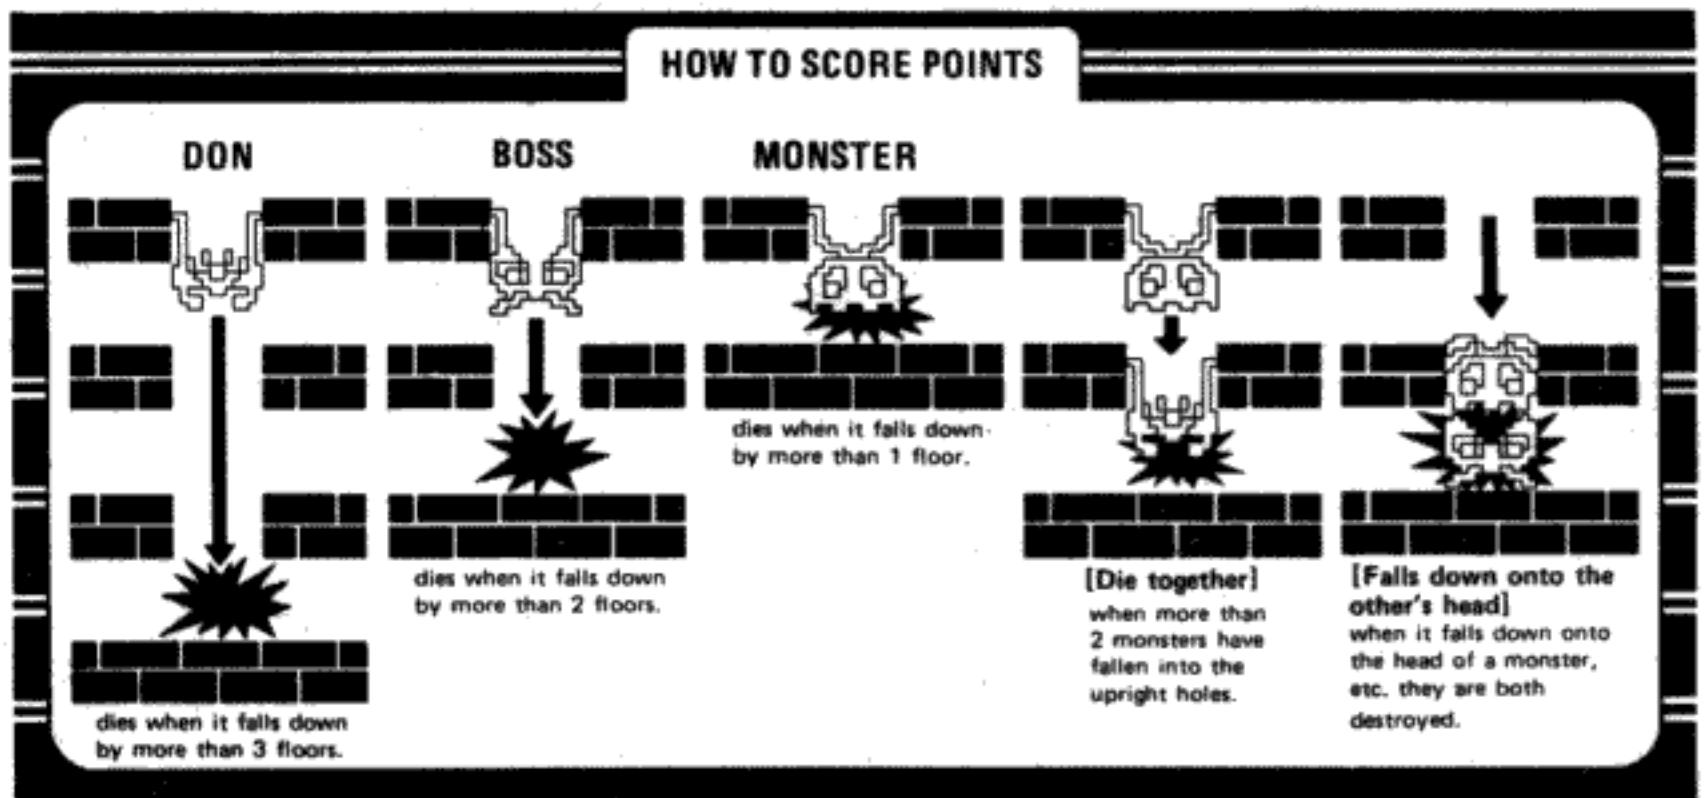 HOW TO SCORE POINTS
DON
dies when it falls down
by more than 3 floors.
BOSS
dies when it falls down
by more than 2 floors.
MONSTER
dies when it falls down
by more than 1 floor.
[Die together]
when more than
2 monsters have
fallen into the
upright holes.
[Falls down onto the
other's head]
when it falls down onto
the head of a monster,
etc. they are both
destroyed.